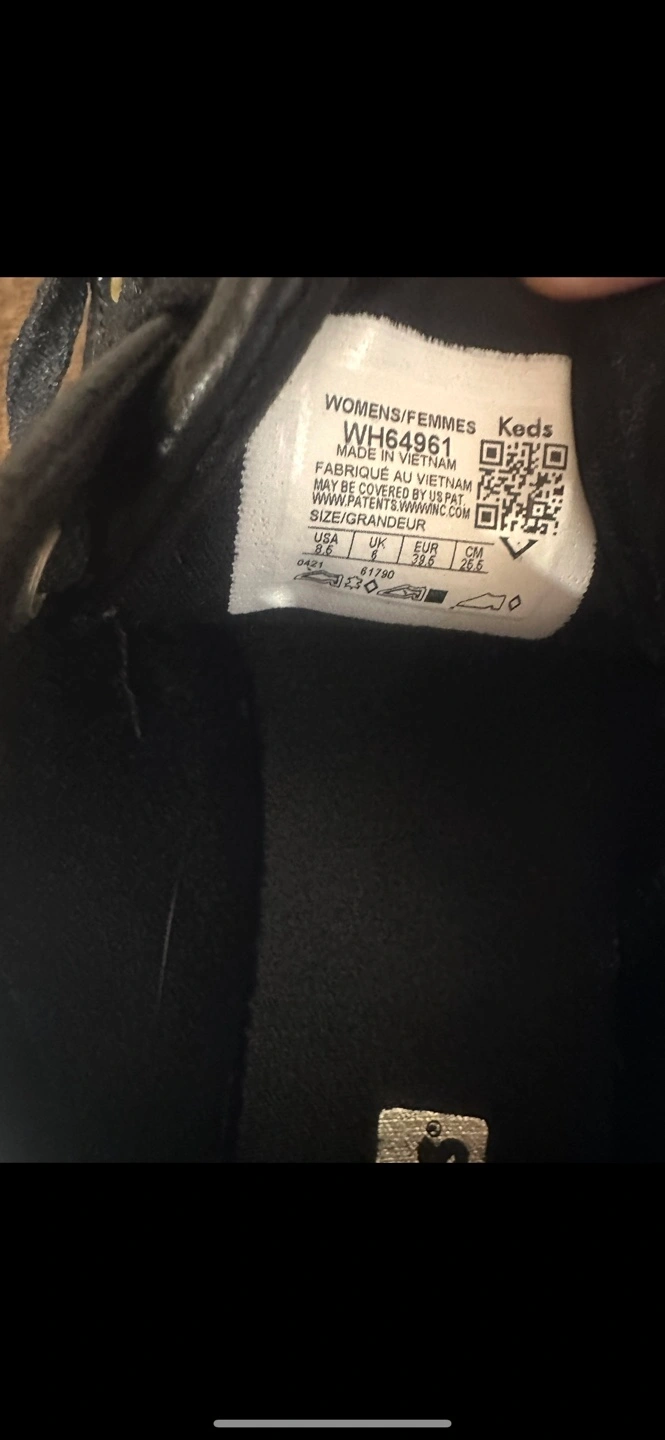 WOMENS/FEMMES
Keds
WH64961
MADE IN VIETNAM
FABRIQUÉ AU VIETNAM
MAY BE COVERED BY US PAT.
WWW.PATENTS.WWWINC.COM
SIZE/GRANDEUR
USA UK EUR CM
8.5 6 39.5 25.5
0421 61790